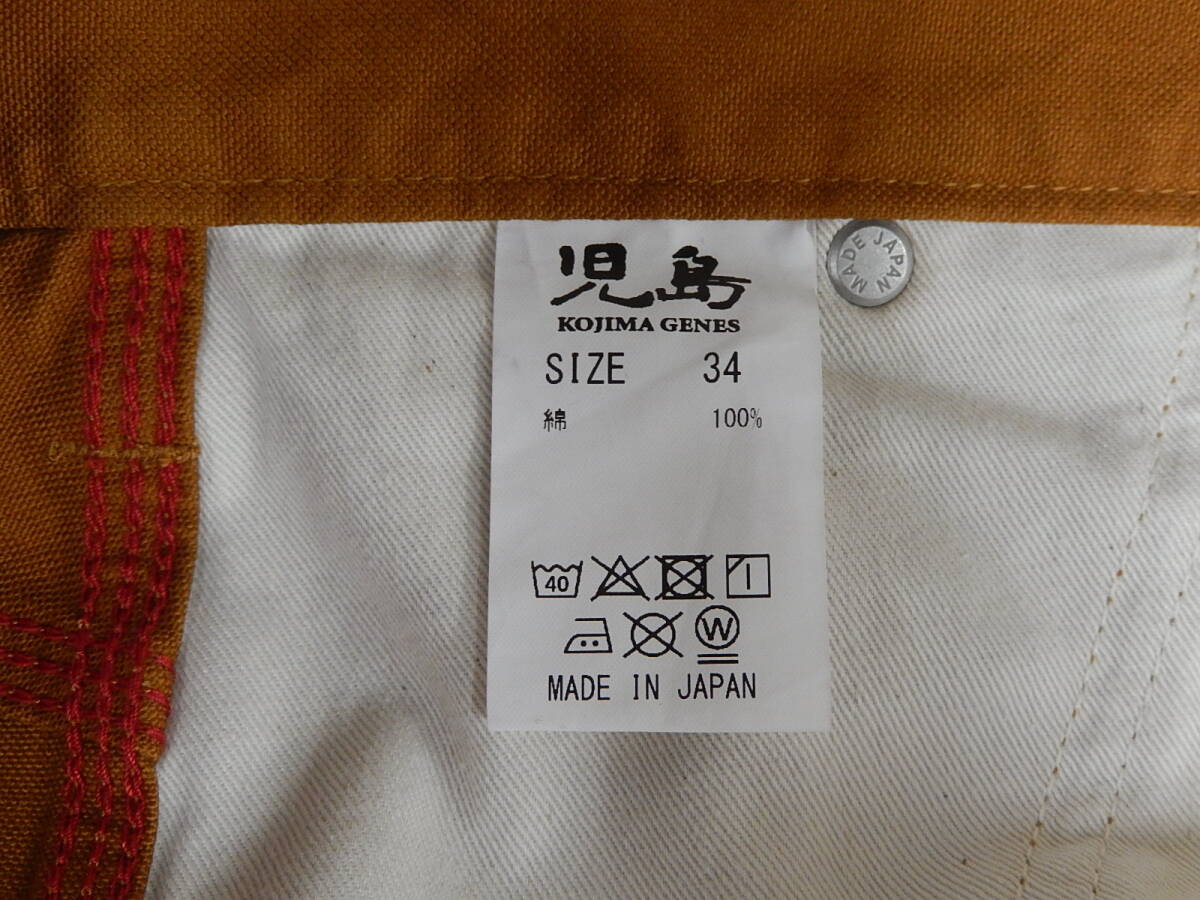 児島
KOJIMA GENES
SIZE 34
綿 100%
40
W
MADE IN JAPAN
MADE JAPAN